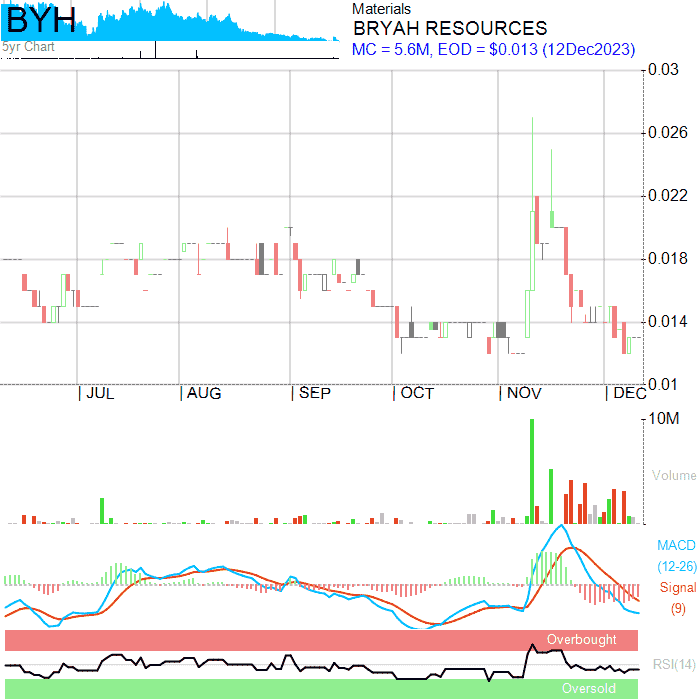 BYH
5yr Chart
Materials
BRYAH RESOURCES
MC = 5.6M, EOD = $0.013 (12Dec2023)
0.03
0.026
0.022
0.018
0.014
0.01
JUL AUG SEP OCT NOV DEC
10M
Volume
MACD
(12-26)
Signal
(9)
Overbought
RSI(14)
Oversold